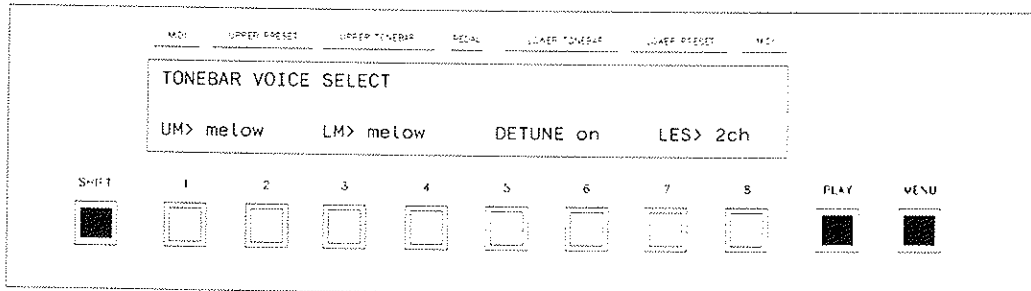 MIDI UPPER PRESET UPPER TONEBAR PEDAL LOWER TONEBAR LOWER PRESET MIDI
TONEBAR VOICE SELECT
UM> melow LM> melow DETUNE on LES> 2ch
SHIFT 1 2 3 4 5 6 7 8 PLAY MENU